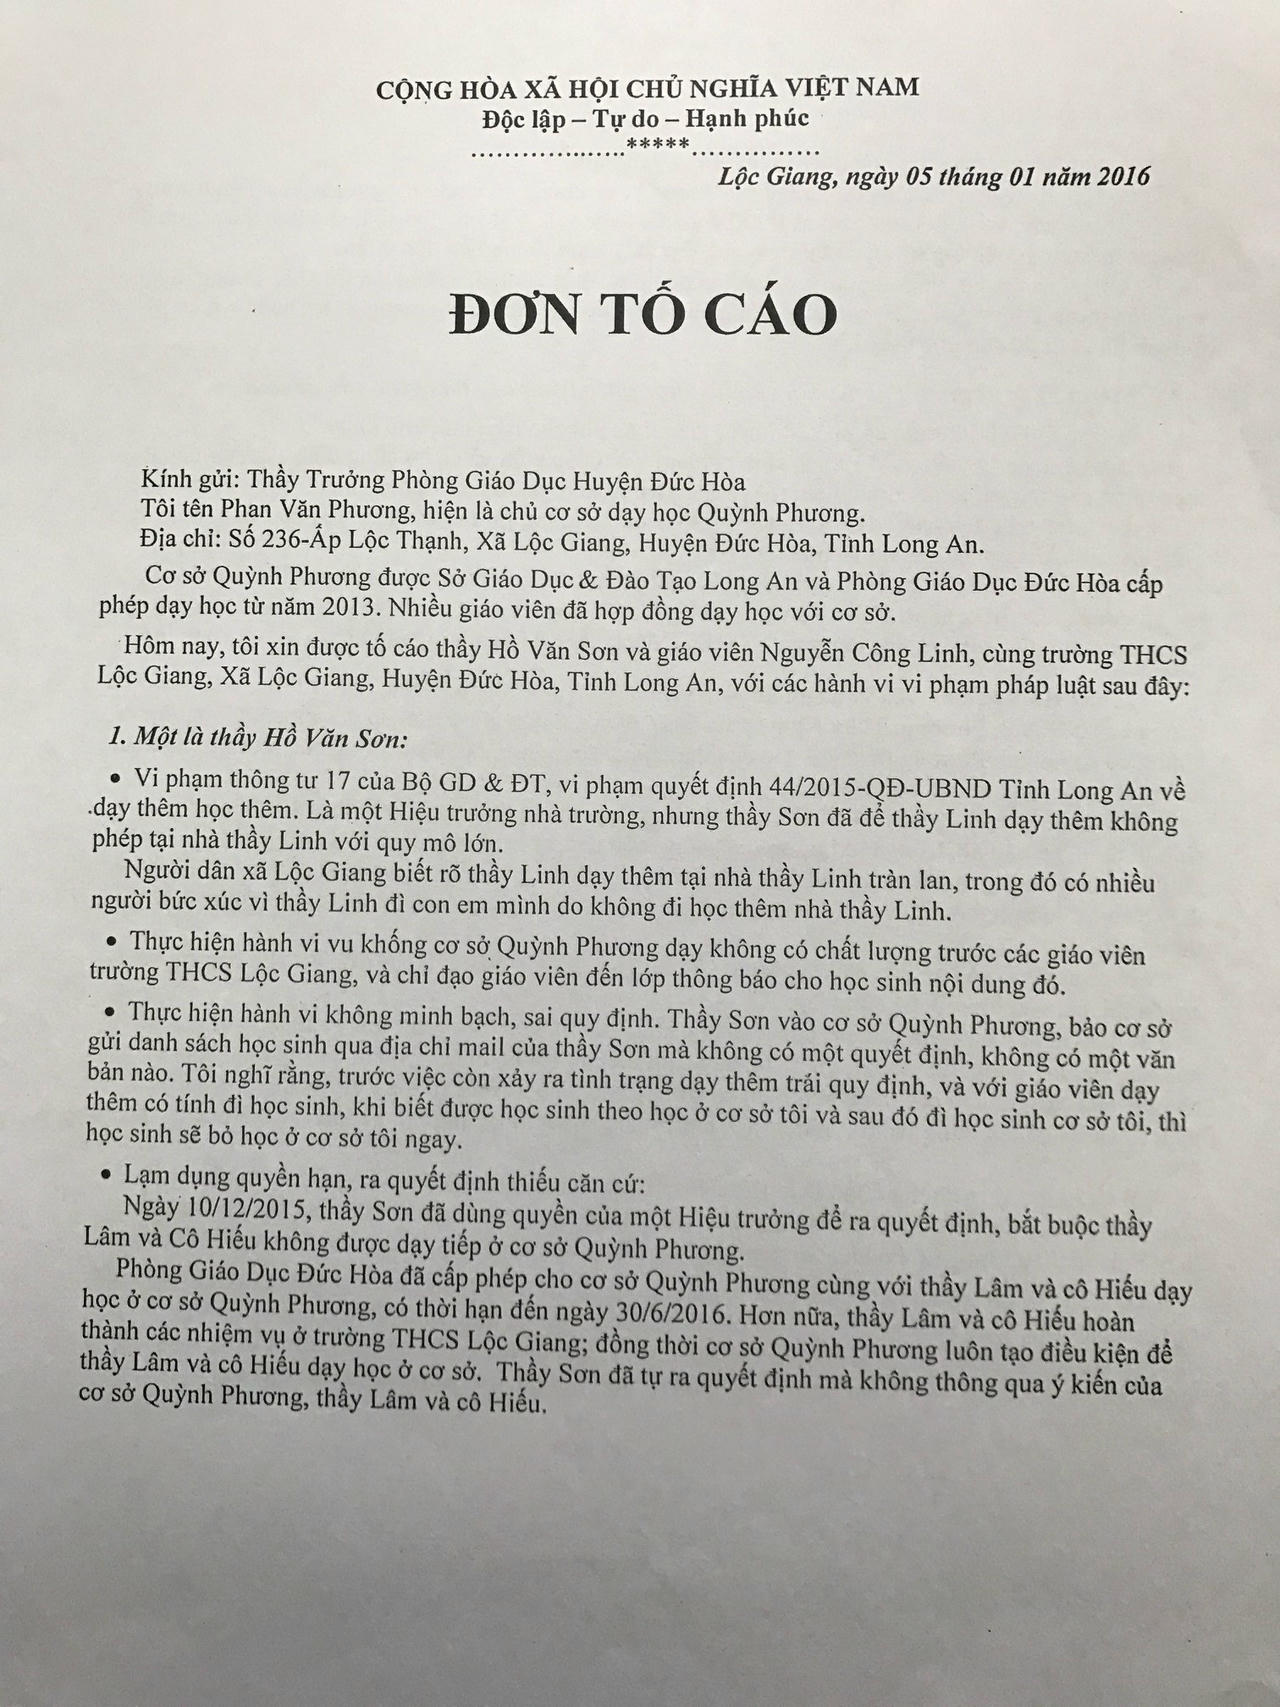 CỘNG HÒA XÃ HỘI CHỦ NGHĨA VIỆT NAM
Độc lập – Tự do – Hạnh phúc
...................*****................
Lộc Giang, ngày 05 tháng 01 năm 2016
ĐƠN TỐ CÁO
Kính gửi: Thầy Trưởng Phòng Giáo Dục Huyện Đức Hòa
Tôi tên Phan Văn Phương, hiện là chủ cơ sở dạy học Quỳnh Phương.
Địa chỉ: Số 236-Ấp Lộc Thạnh, Xã Lộc Giang, Huyện Đức Hòa, Tỉnh Long An.
Cơ sở Quỳnh Phương được Sở Giáo Dục & Đào Tạo Long An và Phòng Giáo Dục Đức Hòa cấp
phép dạy học từ năm 2013. Nhiều giáo viên đã hợp đồng dạy học với cơ sở.
Hôm nay, tôi xin được tố cáo thầy Hồ Văn Sơn và giáo viên Nguyễn Công Linh, cùng trường THCS
Lộc Giang, Xã Lộc Giang, Huyện Đức Hòa, Tỉnh Long An, với các hành vi vi phạm pháp luật sau đây:
1. Một là thầy Hồ Văn Sơn:
• Vi phạm thông tư 17 của Bộ GD & ĐT, vi phạm quyết định 44/2015-QĐ-UBND Tỉnh Long An về
dạy thêm học thêm. Là một Hiệu trưởng nhà trường, nhưng thầy Sơn đã để thầy Linh dạy thêm không
phép tại nhà thầy Linh với quy mô lớn.
Người dân xã Lộc Giang biết rõ thầy Linh dạy thêm tại nhà thầy Linh tràn lan, trong đó có nhiều
người bức xúc vì thầy Linh đì con em mình do không đi học thêm nhà thầy Linh.
• Thực hiện hành vi vu khống cơ sở Quỳnh Phương dạy không có chất lượng trước các giáo viên
trường THCS Lộc Giang, và chỉ đạo giáo viên đến lớp thông báo cho học sinh nội dung đó.
• Thực hiện hành vi không minh bạch, sai quy định. Thầy Sơn vào cơ sở Quỳnh Phương, bảo cơ sở
gửi danh sách học sinh qua địa chỉ mail của thầy Sơn mà không có một quyết định, không có một văn
bản nào. Tôi nghĩ rằng, trước việc còn xảy ra tình trạng dạy thêm trái quy định, và với giáo viên dạy
thêm có tính đì học sinh, khi biết được học sinh theo học ở cơ sở tôi và sau đó đì học sinh cơ sở tôi, thì
học sinh sẽ bỏ học ở cơ sở tôi ngay.
• Lạm dụng quyền hạn, ra quyết định thiếu căn cứ:
Ngày 10/12/2015, thầy Sơn đã dùng quyền của một Hiệu trưởng để ra quyết định, bắt buộc thầy
Lâm và Cô Hiếu không được dạy tiếp ở cơ sở Quỳnh Phương.
Phòng Giáo Dục Đức Hòa đã cấp phép cho cơ sở Quỳnh Phương cùng với thầy Lâm và cô Hiếu dạy
học ở cơ sở Quỳnh Phương, có thời hạn đến ngày 30/6/2016. Hơn nữa, thầy Lâm và cô Hiếu hoàn
thành các nhiệm vụ ở trường THCS Lộc Giang; đồng thời cơ sở Quỳnh Phương luôn tạo điều kiện để
thầy Lâm và cô Hiếu dạy học ở cơ sở. Thầy Sơn đã tự ra quyết định mà không thông qua ý kiến của
cơ sở Quỳnh Phương, thầy Lâm và cô Hiếu.